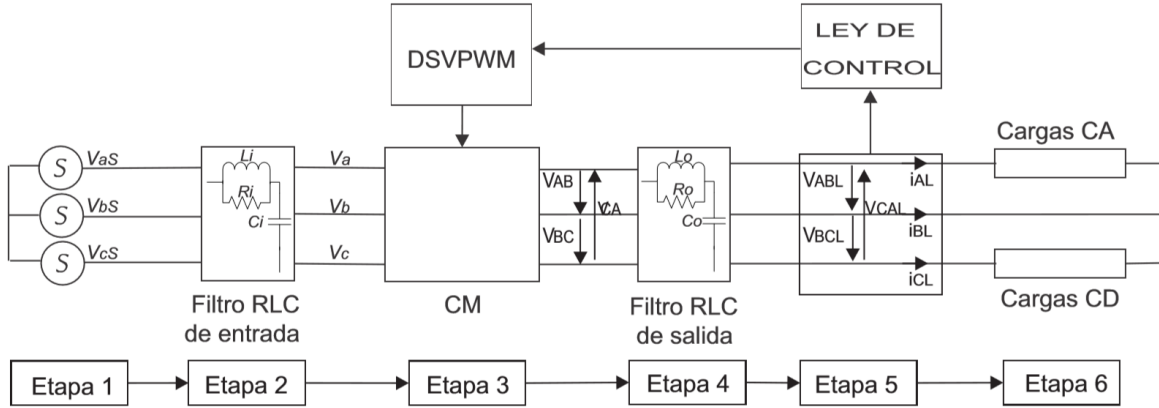 DSVPWM
LEY DE
CONTROL
S
VaS
S
VbS
S
VcS
Li
Ri
Ci
Va
Vb
Vc
VAB
VCA
VBC
Lo
Ro
Co
VABL
VCAL
VBCL
iAL
iBL
iCL
Cargas CA
Cargas CD
Filtro RLC
de entrada
CM
Filtro RLC
de salida
Etapa 1
Etapa 2
Etapa 3
Etapa 4
Etapa 5
Etapa 6